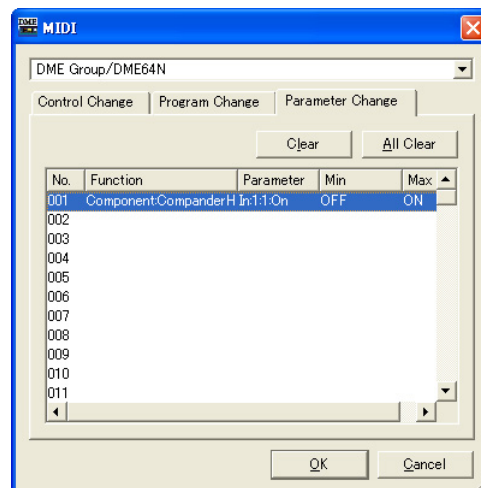 DME MIDI
DME Group/DME64N
Control Change Program Change Parameter Change
Clear All Clear
No. Function Parameter Min Max
001 Component:CompanderH In:1:1:On OFF ON
002
003
004
005
006
007
008
009
010
011
OK Cancel